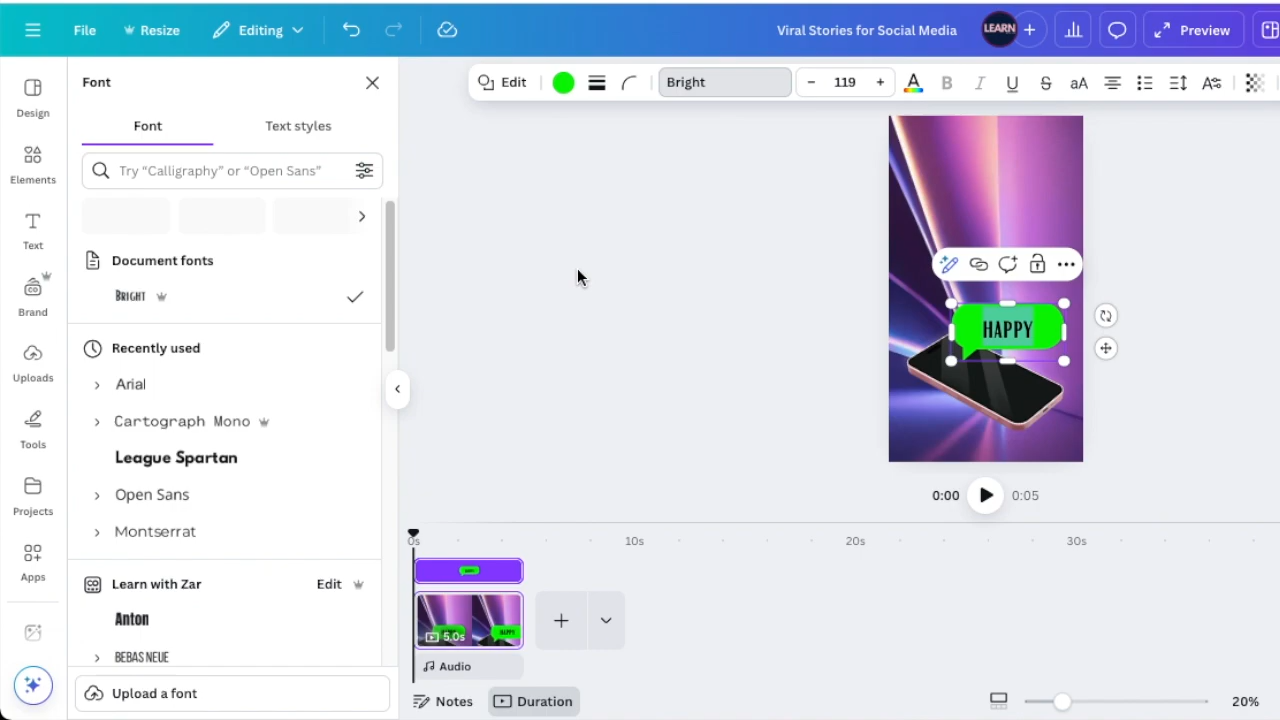 File
Resize
Editing
Viral Stories for Social Media
LEARN
Preview
Design
Elements
Text
Brand
Uploads
Tools
Projects
Apps
Font
Font
Text styles
Try “Calligraphy” or “Open Sans”
Document fonts
BRIGHT
Recently used
Arial
Cartograph Mono
League Spartan
Open Sans
Montserrat
Learn with Zar
Edit
Anton
BEBAS NEUE
Upload a font
Edit
Bright
– 119 +
A B I U S aA
HAPPY
0:00
0:05
0s
10s
20s
30s
5.0s
HAPPY
Audio
Notes
Duration
20%